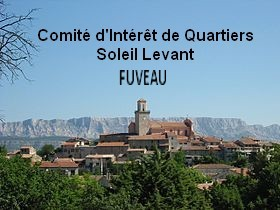 Comité d'Intérêt de Quartiers
Soleil Levant
FUVEAU